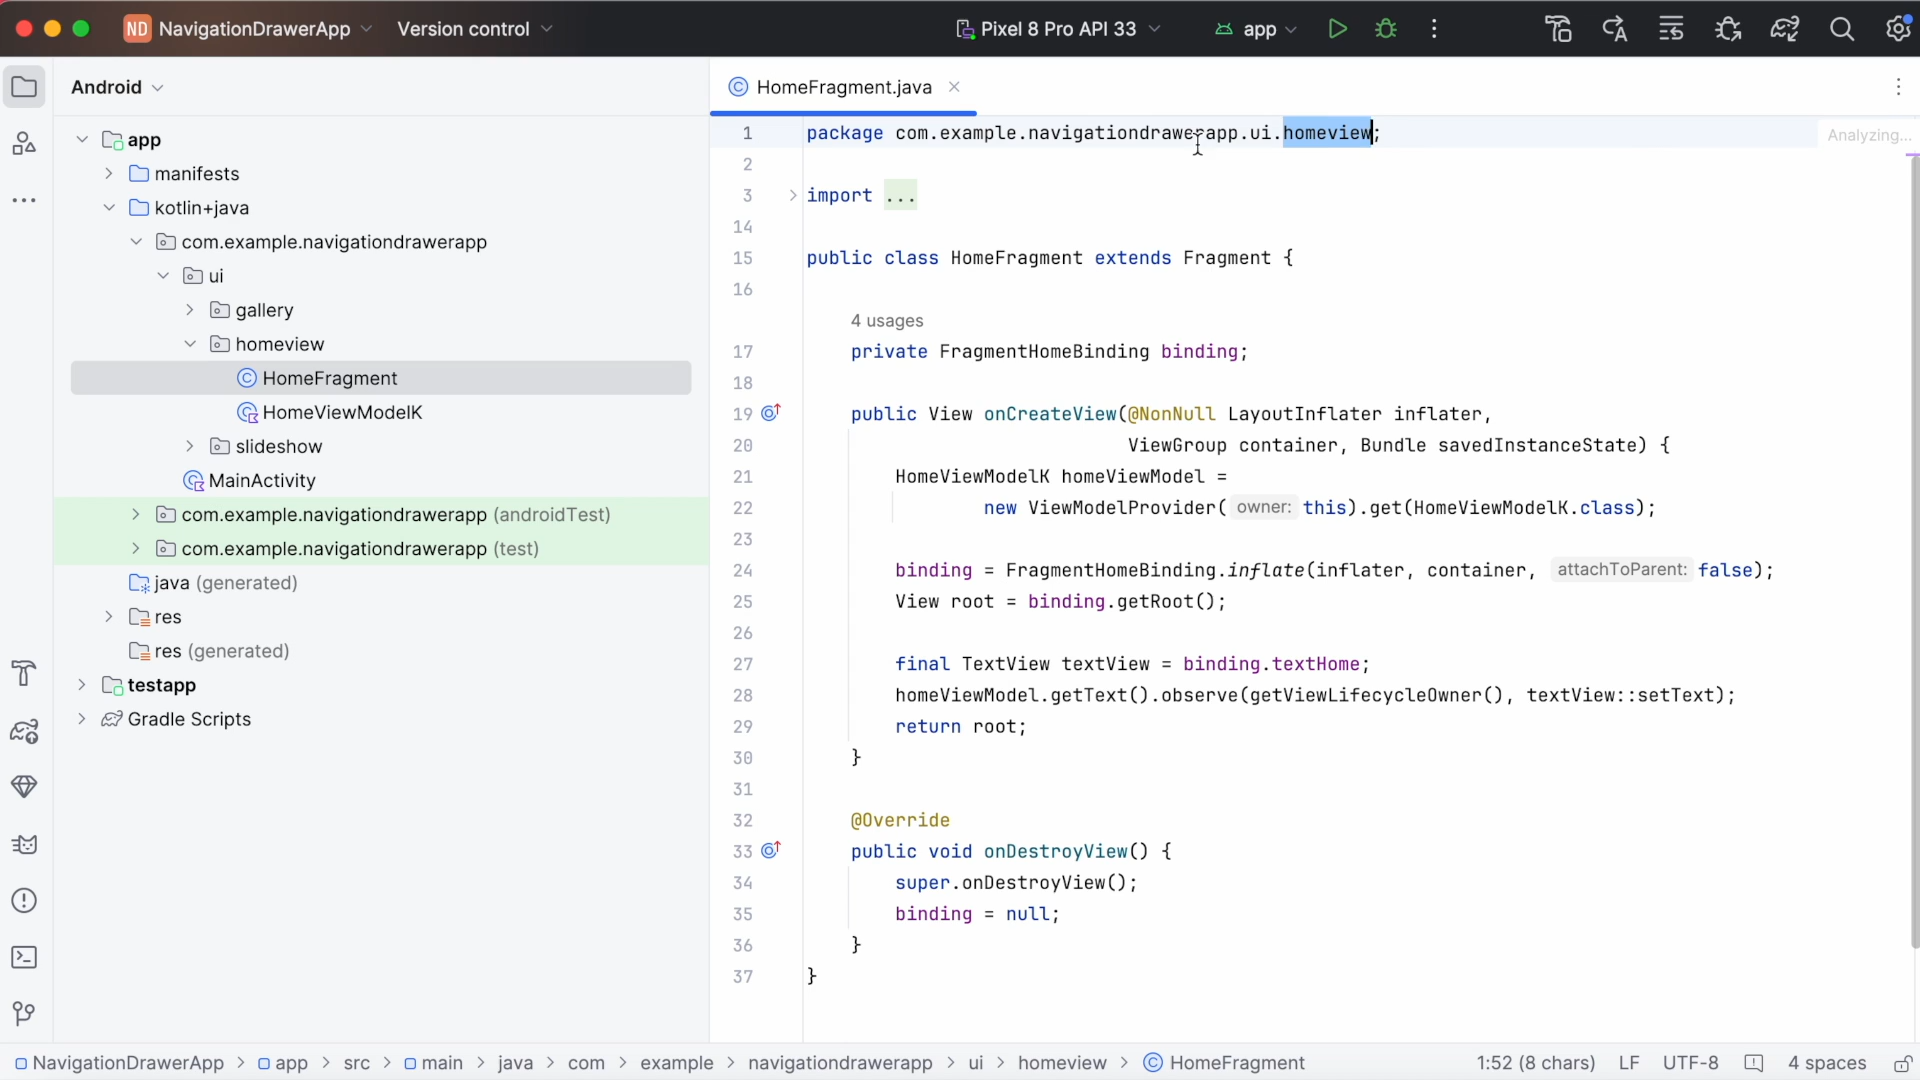 ND NavigationDrawerApp Version control Pixel 8 Pro API 33 app
Android
app
manifests
kotlin+java
com.example.navigationdrawerapp
ui
gallery
homeview
HomeFragment
HomeViewModelK
slideshow
MainActivity
com.example.navigationdrawerapp (androidTest)
com.example.navigationdrawerapp (test)
java (generated)
res
res (generated)
testapp
Gradle Scripts
HomeFragment.java
1 package com.example.navigationdrawerapp.ui.homeview; Analyzing...
2
3 import ...
14
15 public class HomeFragment extends Fragment {
16
4 usages
17 private FragmentHomeBinding binding;
18
19 public View onCreateView(@NonNull LayoutInflater inflater,
20 ViewGroup container, Bundle savedInstanceState) {
21 HomeViewModelK homeViewModel =
22 new ViewModelProvider( owner: this).get(HomeViewModelK.class);
23
24 binding = FragmentHomeBinding.inflate(inflater, container, attachToParent: false);
25 View root = binding.getRoot();
26
27 final TextView textView = binding.textHome;
28 homeViewModel.getText().observe(getViewLifecycleOwner(), textView::setText);
29 return root;
30 }
31
32 @Override
33 public void onDestroyView() {
34 super.onDestroyView();
35 binding = null;
36 }
37 }
NavigationDrawerApp > app > src > main > java > com > example > navigationdrawerapp > ui > homeview > HomeFragment 1:52 (8 chars) LF UTF-8 4 spaces